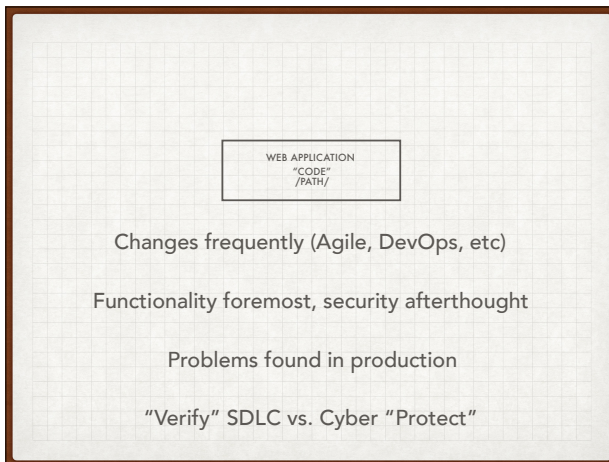 WEB APPLICATION
“CODE”
/PATH/
Changes frequently (Agile, DevOps, etc)
Functionality foremost, security afterthought
Problems found in production
“Verify” SDLC vs. Cyber “Protect”